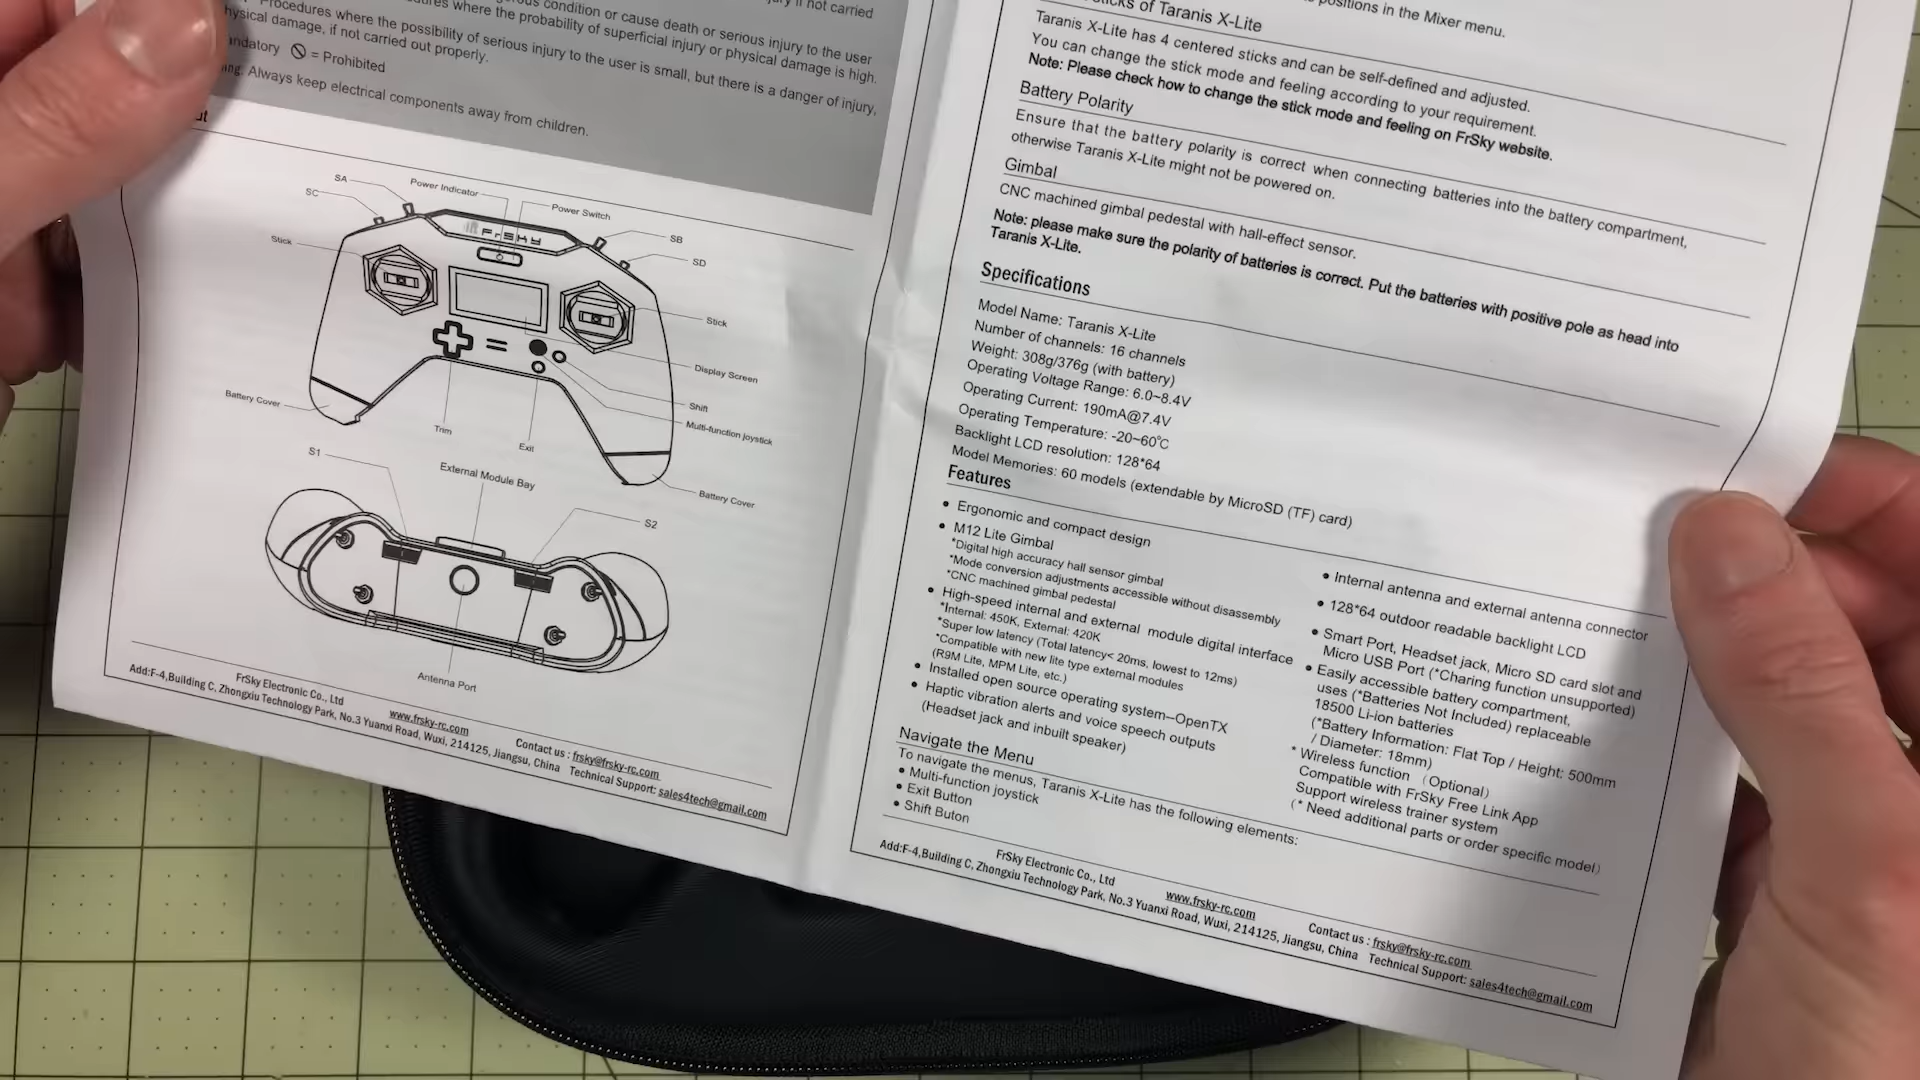 ury if not carried
ous condition or cause death or serious injury to the user
ures where the probability of superficial injury or physical damage is high.
Procedures where the possibility of serious injury to the user is small, but there is a danger of injury,
hysical damage, if not carried out properly.
andatory = Prohibited
ing: Always keep electrical components away from children.
ut
SA
SC
Power Indicator
Power Switch
FrSky
SB
SD
Stick
Stick
Display Screen
Shift
Multi-function joystick
Battery Cover
Trim
Exit
Battery Cover
S1
External Module Bay
S2
Antenna Port
FrSky Electronic Co., Ltd www.frsky-rc.com Contact us : frsky@frsky-rc.com
Add:F-4,Building C, Zhongxiu Technology Park, No.3 Yuanxi Road, Wuxi, 214125, Jiangsu, China Technical Support: sales4tech@gmail.com
positions in the Mixer menu.
ticks of Taranis X-Lite
Taranis X-Lite has 4 centered sticks and can be self-defined and adjusted.
You can change the stick mode and feeling according to your requirement.
Note: Please check how to change the stick mode and feeling on FrSky website.
Battery Polarity
Ensure that the battery polarity is correct when connecting batteries into the battery compartment,
otherwise Taranis X-Lite might not be powered on.
Gimbal
CNC machined gimbal pedestal with hall-effect sensor.
Note: please make sure the polarity of batteries is correct. Put the batteries with positive pole as head into
Taranis X-Lite.
Specifications
Model Name: Taranis X-Lite
Number of channels: 16 channels
Weight: 308g/376g (with battery)
Operating Voltage Range: 6.0~8.4V
Operating Current: 190mA@7.4V
Operating Temperature: -20~60℃
Backlight LCD resolution: 128*64
Model Memories: 60 models (extendable by MicroSD (TF) card)
Features
• Ergonomic and compact design
• M12 Lite Gimbal
*Digital high accuracy hall sensor gimbal
*Mode conversion adjustments accessible without disassembly
*CNC machined gimbal pedestal
• High-speed internal and external module digital interface
*Internal: 450K, External: 420K
*Super low latency (Total latency< 20ms, lowest to 12ms)
*Compatible with new lite type external modules
(R9M Lite, MPM Lite, etc.)
• Installed open source operating system—OpenTX
• Haptic vibration alerts and voice speech outputs
(Headset jack and inbuilt speaker)
• Internal antenna and external antenna connector
• 128*64 outdoor readable backlight LCD
• Smart Port, Headset jack, Micro SD card slot and
Micro USB Port (*Charing function unsupported)
• Easily accessible battery compartment,
uses (*Batteries Not Included) replaceable
18500 Li-ion batteries
(*Battery Information: Flat Top / Height: 500mm
/ Diameter: 18mm)
* Wireless function (Optional)
Compatible with FrSky Free Link App
Support wireless trainer system
(* Need additional parts or order specific model)
Navigate the Menu
To navigate the menus, Taranis X-Lite has the following elements:
• Multi-function joystick
• Exit Button
• Shift Buton
FrSky Electronic Co., Ltd www.frsky-rc.com Contact us : frsky@frsky-rc.com
Add:F-4,Building C, Zhongxiu Technology Park, No.3 Yuanxi Road, Wuxi, 214125, Jiangsu, China Technical Support: sales4tech@gmail.com